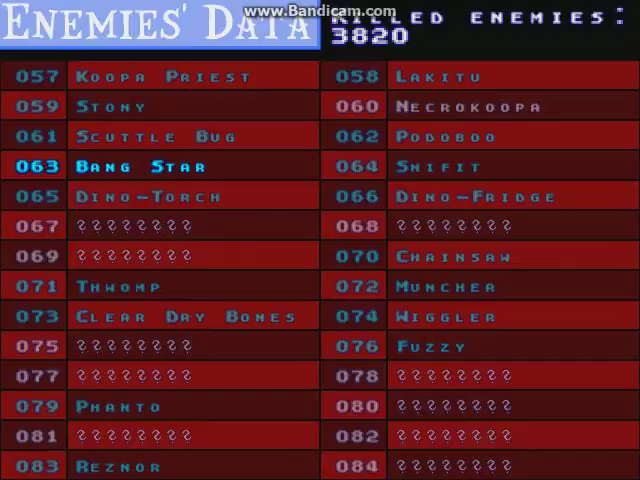 www.Bandicam.com
Enemies' Data
Killed Enemies:
3820
057 Koopa Priest 058 Lakitu
059 Stony 060 Necrokoopa
061 Scuttle Bug 062 Podoboo
063 Bang Star 064 Snifit
065 Dino-Torch 066 Dino-Fridge
067 ???????? 068 ????????
069 ???????? 070 Chainsaw
071 Thwomp 072 Muncher
073 Clear Dry Bones 074 Wiggler
075 ???????? 076 Fuzzy
077 ???????? 078 ????????
079 Phanto 080 ????????
081 ???????? 082 ????????
083 Reznor 084 ????????